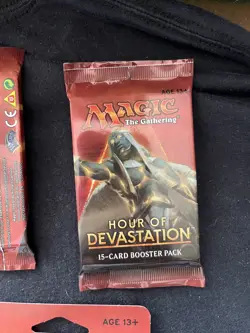 AGE 13+
MAGIC
The Gathering
HOUR OF
DEVASTATION
15-CARD BOOSTER PACK
AGE 13+